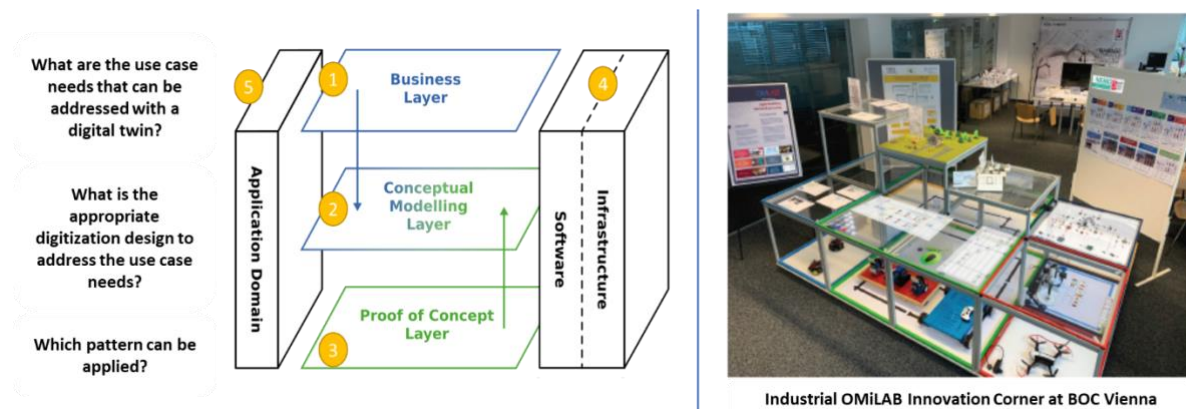 What are the use case
needs that can be
addressed with a
digital twin?
What is the
appropriate
digitization design to
address the use case
needs?
Which pattern can be
applied?
5
Application Domain
1
Business
Layer
2
Conceptual
Modelling
Layer
3
Proof of Concept
Layer
4
Software
Infrastructure
Industrial OMiLAB Innovation Corner at BOC Vienna